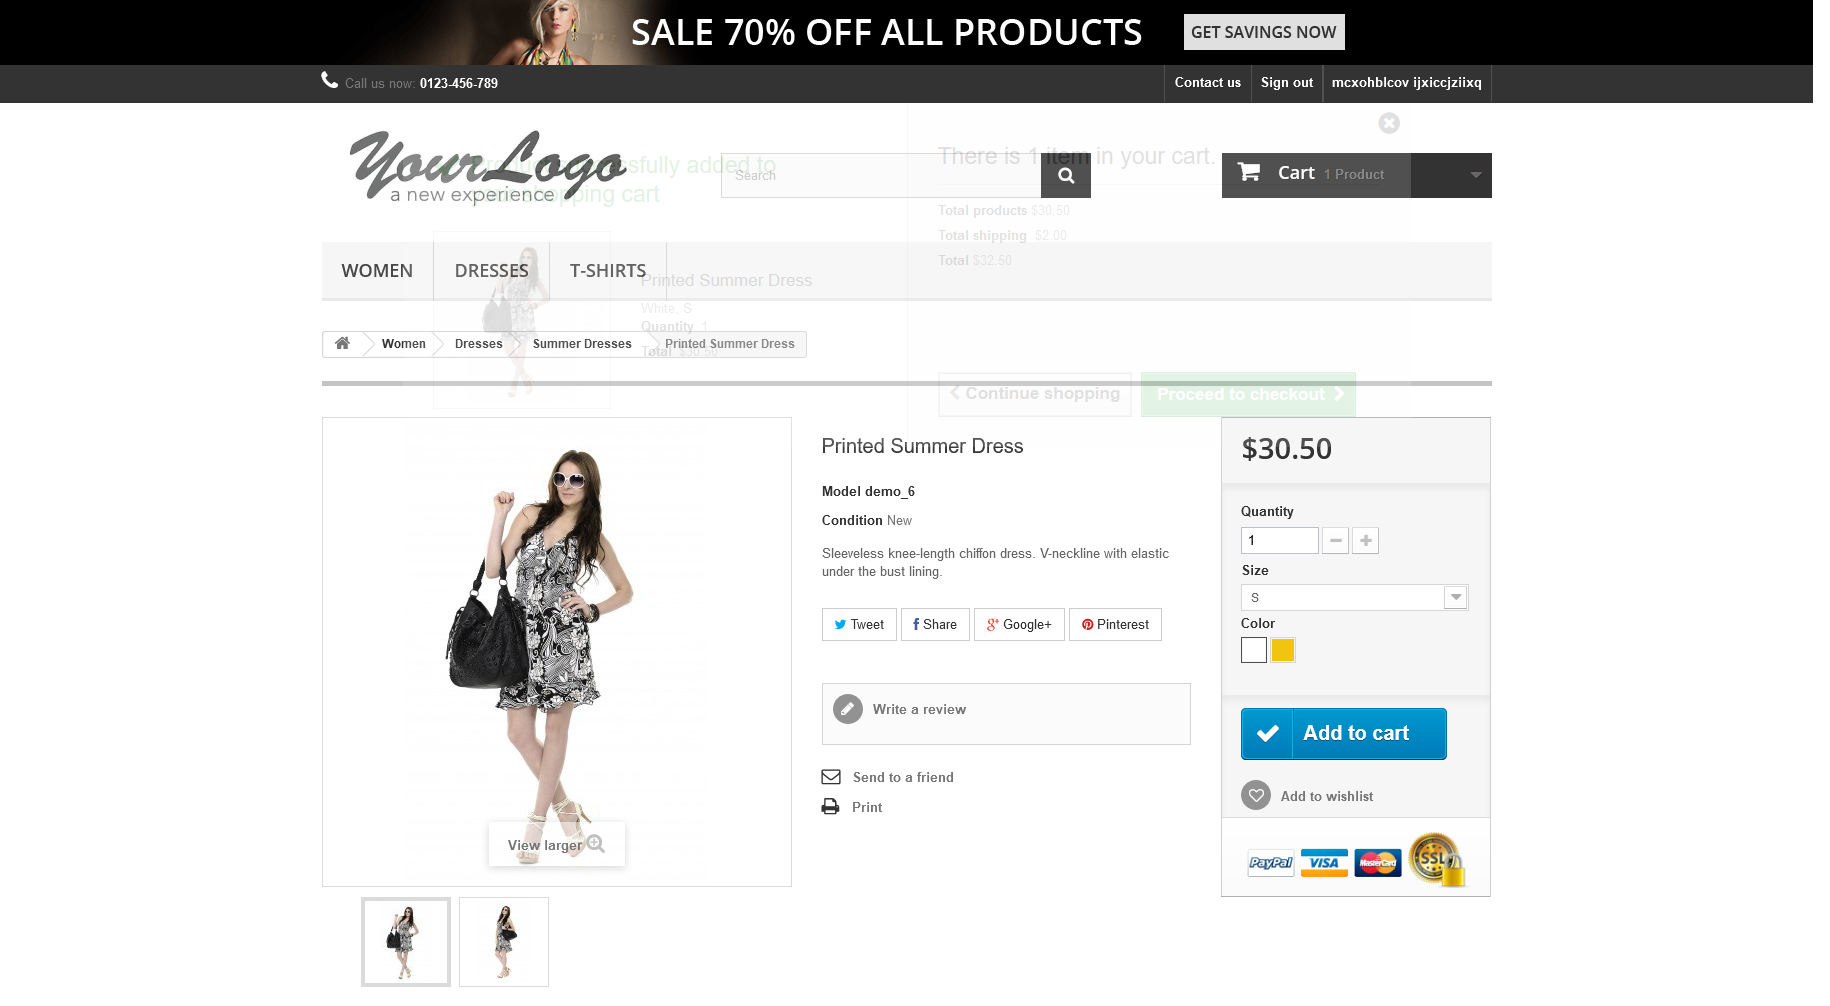 SALE 70% OFF ALL PRODUCTS
GET SAVINGS NOW
Call us now: 0123-456-789
Contact us
Sign out
mcxohblcov ijxiccjziixq
Your Logo
a new experience
Product successfully added to
your shopping cart
Search
There is 1 item in your cart.
Cart 1 Product
Total products $30.50
Total shipping $2.00
Total $32.50
WOMEN
DRESSES
T-SHIRTS
Printed Summer Dress
White, S
Quantity 1
Total $30.50
Women
Dresses
Summer Dresses
Printed Summer Dress
Continue shopping
Proceed to checkout
View larger
Printed Summer Dress
Model demo_6
Condition New
Sleeveless knee-length chiffon dress. V-neckline with elastic
under the bust lining.
Tweet
Share
Google+
Pinterest
Write a review
Send to a friend
Print
$30.50
Quantity
1
Size
S
Color
Add to cart
Add to wishlist
PayPal
VISA
MasterCard
SSL